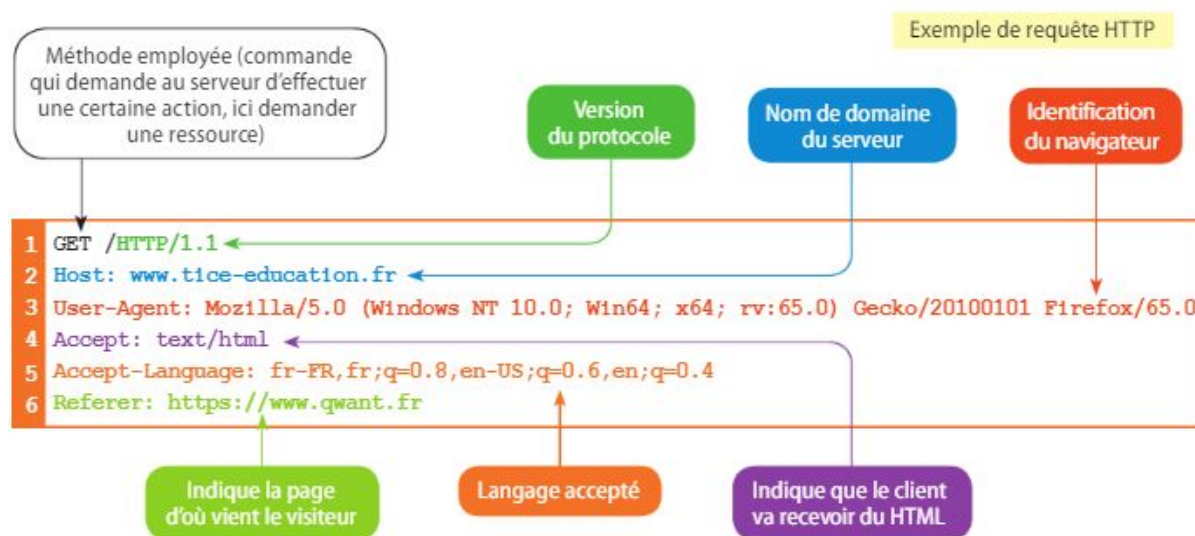 Exemple de requête HTTP
Méthode employée (commande
qui demande au serveur d'effectuer
une certaine action, ici demander
une ressource)
Version
du protocole
Nom de domaine
du serveur
Identification
du navigateur
1 GET /HTTP/1.1
2 Host: www.tice-education.fr
3 User-Agent: Mozilla/5.0 (Windows NT 10.0; Win64; x64; rv:65.0) Gecko/20100101 Firefox/65.0
4 Accept: text/html
5 Accept-Language: fr-FR,fr;q=0.8,en-US;q=0.6,en;q=0.4
6 Referer: https://www.qwant.fr
Indique la page
d'où vient le visiteur
Langage accepté
Indique que le client
va recevoir du HTML